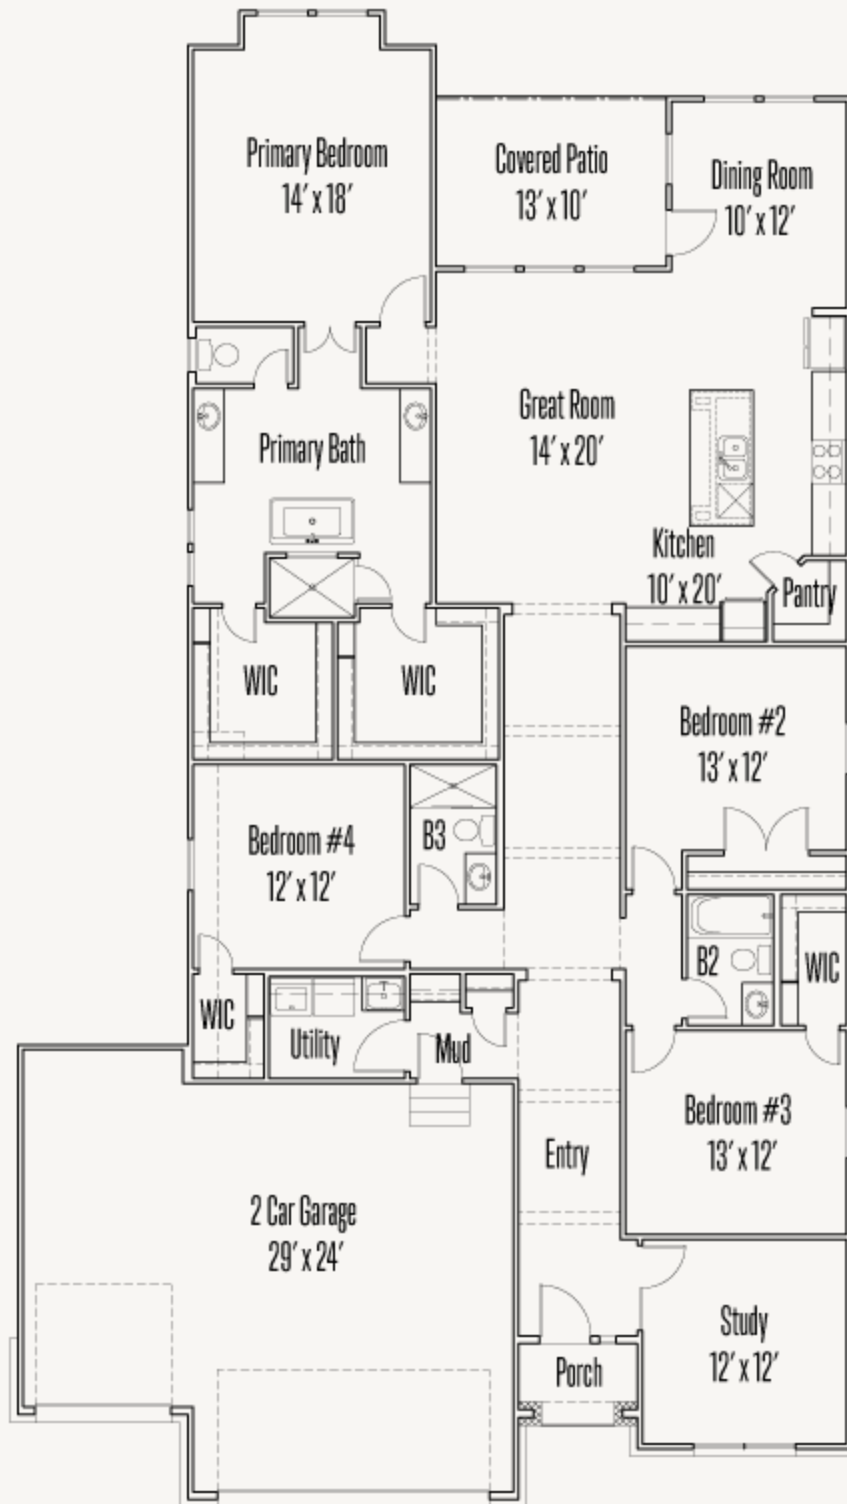 Primary Bedroom
14′ x 18′
Covered Patio
13′ x 10′
Dining Room
10′ x 12′
Great Room
14′ x 20′
Primary Bath
Kitchen
10′ x 20′
Pantry
WIC
WIC
Bedroom #2
13′ x 12′
Bedroom #4
12′ x 12′
B3
B2
WIC
WIC
Utility
Mud
Bedroom #3
13′ x 12′
Entry
2 Car Garage
29′ x 24′
Study
12′ x 12′
Porch